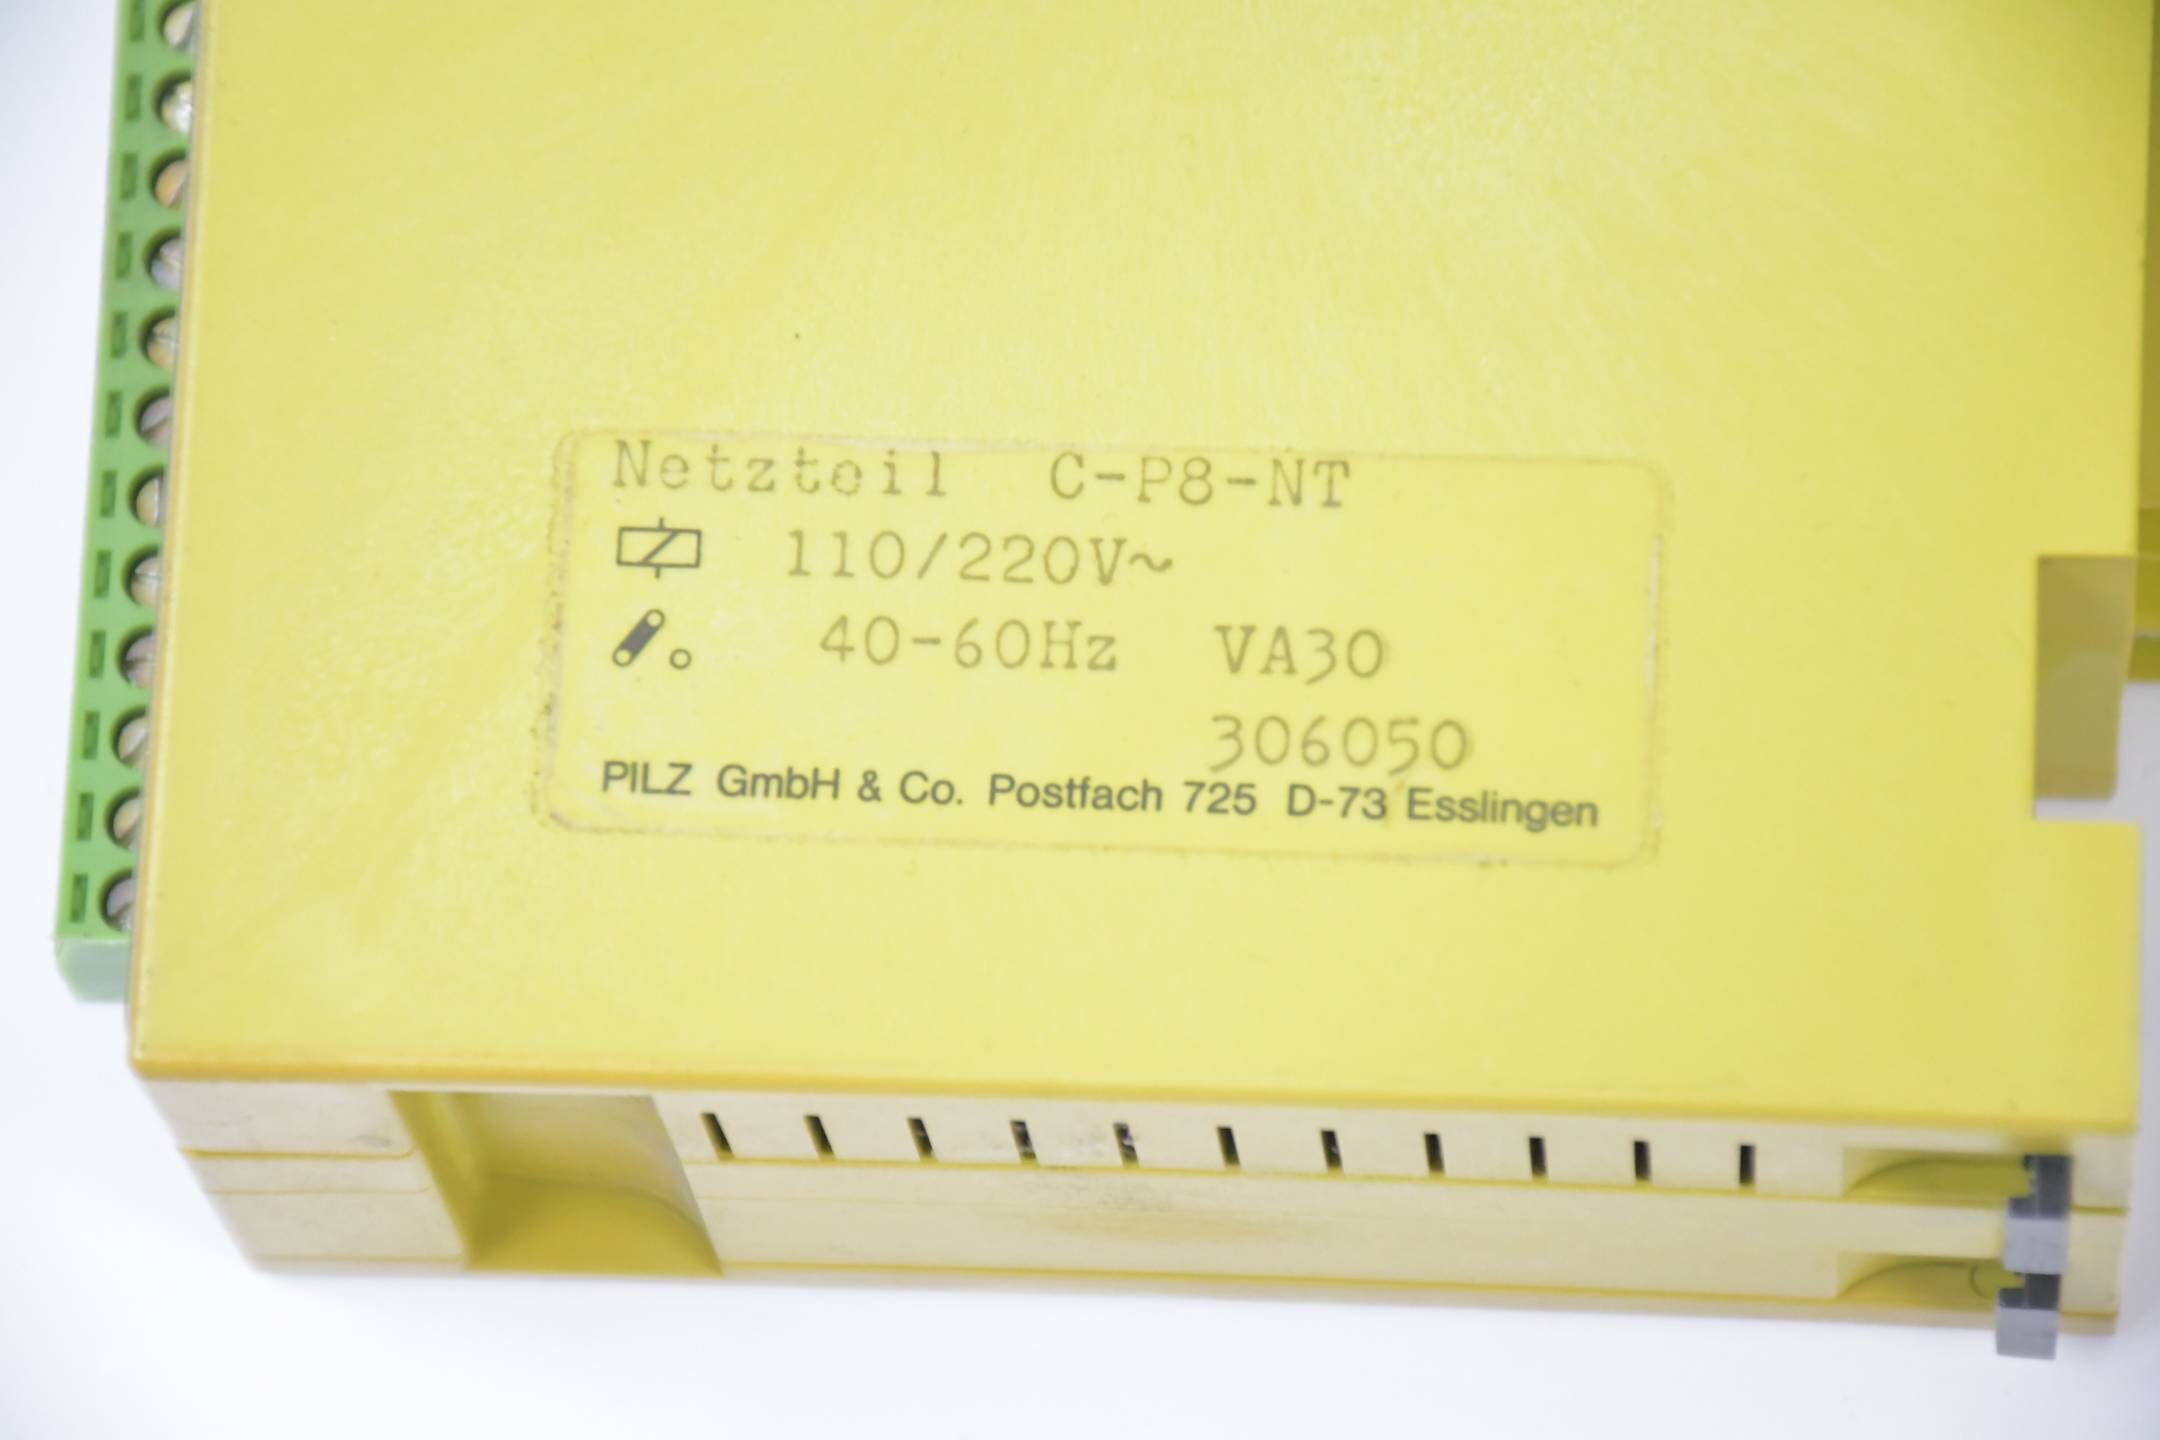 Netzteil C-P8-NT
110/220V~
40-60Hz VA30
306050
PILZ GmbH & Co. Postfach 725 D-73 Esslingen